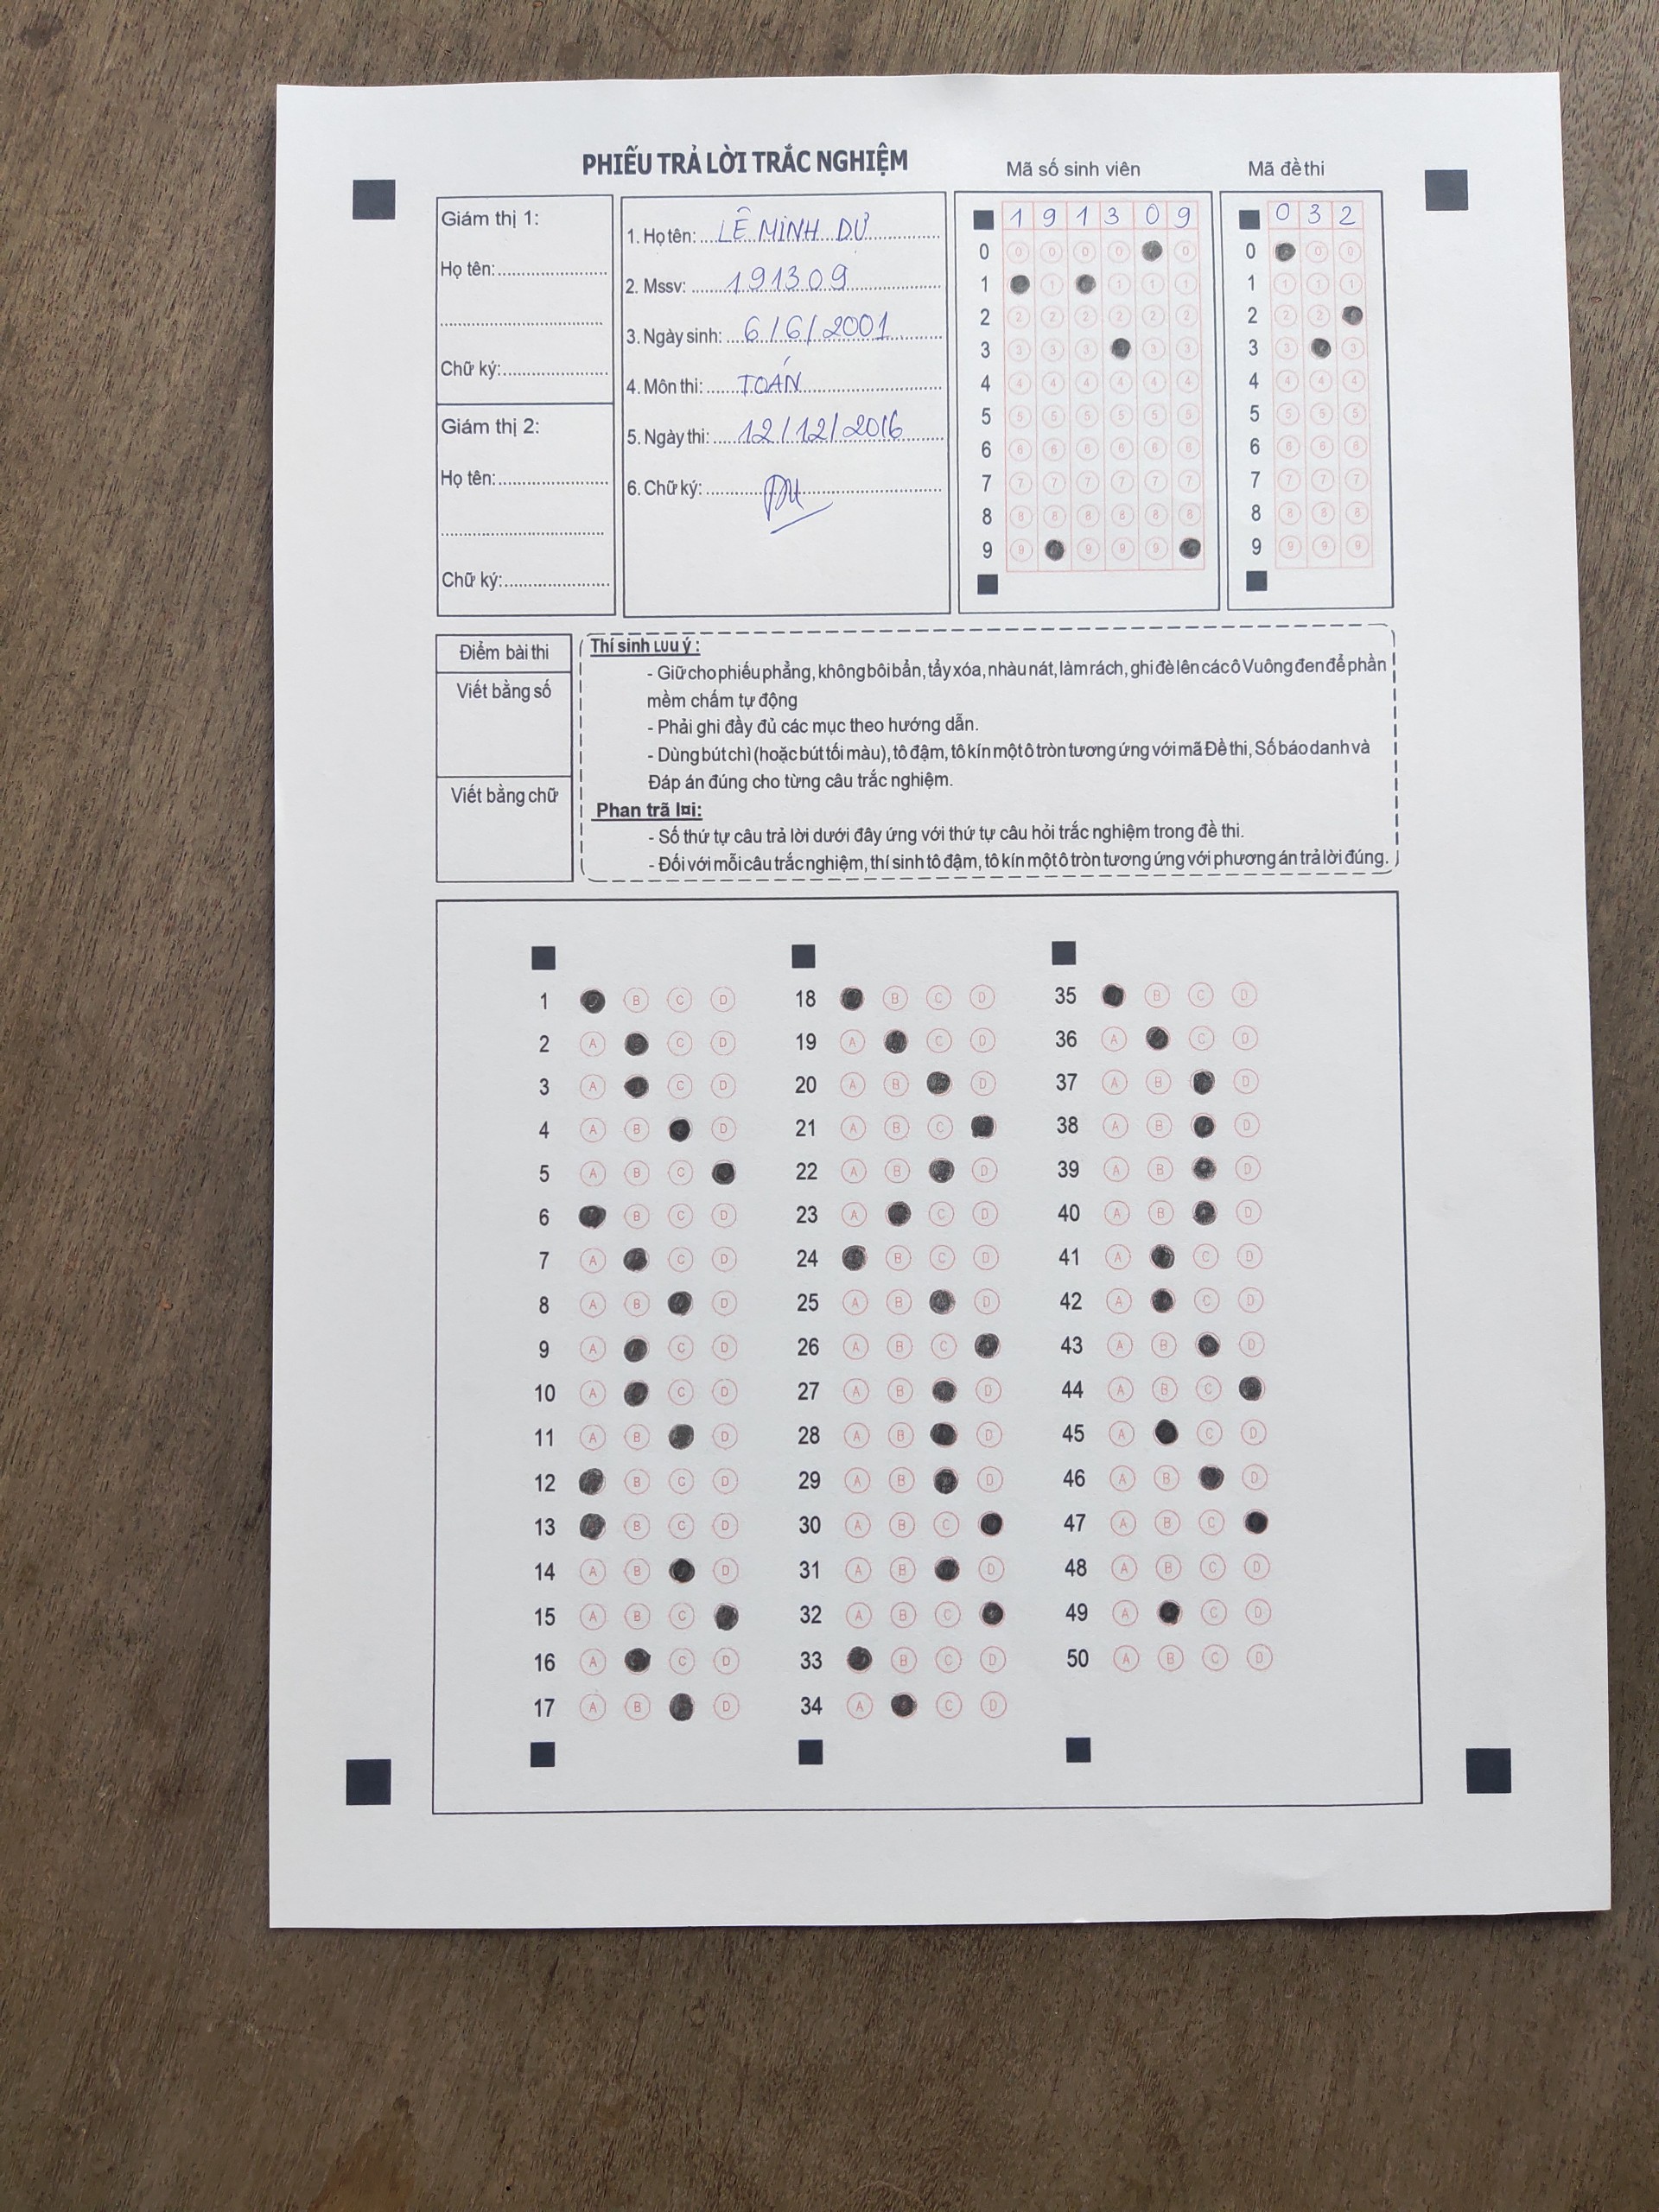 PHIẾU TRẢ LỜI TRẮC NGHIỆM
Mã số sinh viên
Mã đề thi
Giám thị 1:
Họ tên:
Chữ ký:
Giám thị 2:
Họ tên:
Chữ ký:
1. Họ tên: LÊ MINH DỰ
2. Mssv: 191309
3. Ngày sinh: 6/6/2001
4. Môn thi: TOÁN
5. Ngày thi: 12/12/2016
6. Chữ ký:
1 9 1 3 0 9
0 0 0 0 0 0
1 1 1 1 1
2 2 2 2 2 2 2
3 3 3 3 3 3
4 4 4 4 4 4 4
5 5 5 5 5 5 5
6 6 6 6 6 6 6
7 7 7 7 7 7 7
8 8 8 8 8 8 8
9 9 9 9 9
0 3 2
0 0 0
1 1 1 1
2 2 2
3 3 3
4 4 4 4
5 5 5 5
6 6 6 6
7 7 7 7
8 8 8 8
9 9 9 9
Điểm bài thi
Viết bằng số
Viết bằng chữ
Thí sinh Lưu ý :
- Giữ cho phiếu phẳng, không bôi bẩn, tẩy xóa, nhàu nát, làm rách, ghi đè lên các ô Vuông đen để phần
mềm chấm tự động
- Phải ghi đầy đủ các mục theo hướng dẫn.
- Dùng bút chì (hoặc bút tối màu), tô đậm, tô kín một ô tròn tương ứng với mã Đề thi, Số báo danh và
Đáp án đúng cho từng câu trắc nghiệm.
Phan trã l¤i:
- Số thứ tự câu trả lời dưới đây ứng với thứ tự câu hỏi trắc nghiệm trong đề thi.
- Đối với mỗi câu trắc nghiệm, thí sinh tô đậm, tô kín một ô tròn tương ứng với phương án trả lời đúng.
1 B C D
2 A C D
3 A C D
4 A B D
5 A B C
6 B C D
7 A C D
8 A B D
9 A C D
10 A C D
11 A B D
12 B C D
13 B C D
14 A B D
15 A B C
16 A C D
17 A B D
18 B C D
19 A C D
20 A B D
21 A B C
22 A B D
23 A C D
24 B C D
25 A B D
26 A B C
27 A B D
28 A B D
29 A B D
30 A B C
31 A B D
32 A B C
33 B C D
34 A C D
35 B C D
36 A C D
37 A B D
38 A B D
39 A B D
40 A B D
41 A C D
42 A C D
43 A B D
44 A B C
45 A C D
46 A B D
47 A B C
48 A B C D
49 A C D
50 A B C D